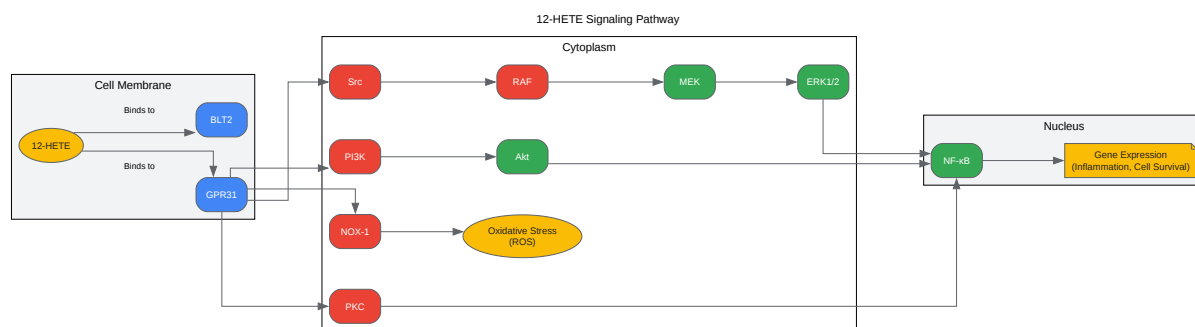 12-HETE Signaling Pathway
Cell Membrane
Binds to
BLT2
12-HETE
Binds to
GPR31
Cytoplasm
Src
RAF
MEK
ERK1/2
PI3K
Akt
NOX-1
Oxidative Stress
(ROS)
PKC
Nucleus
NF-κB
Gene Expression
(Inflammation, Cell Survival)